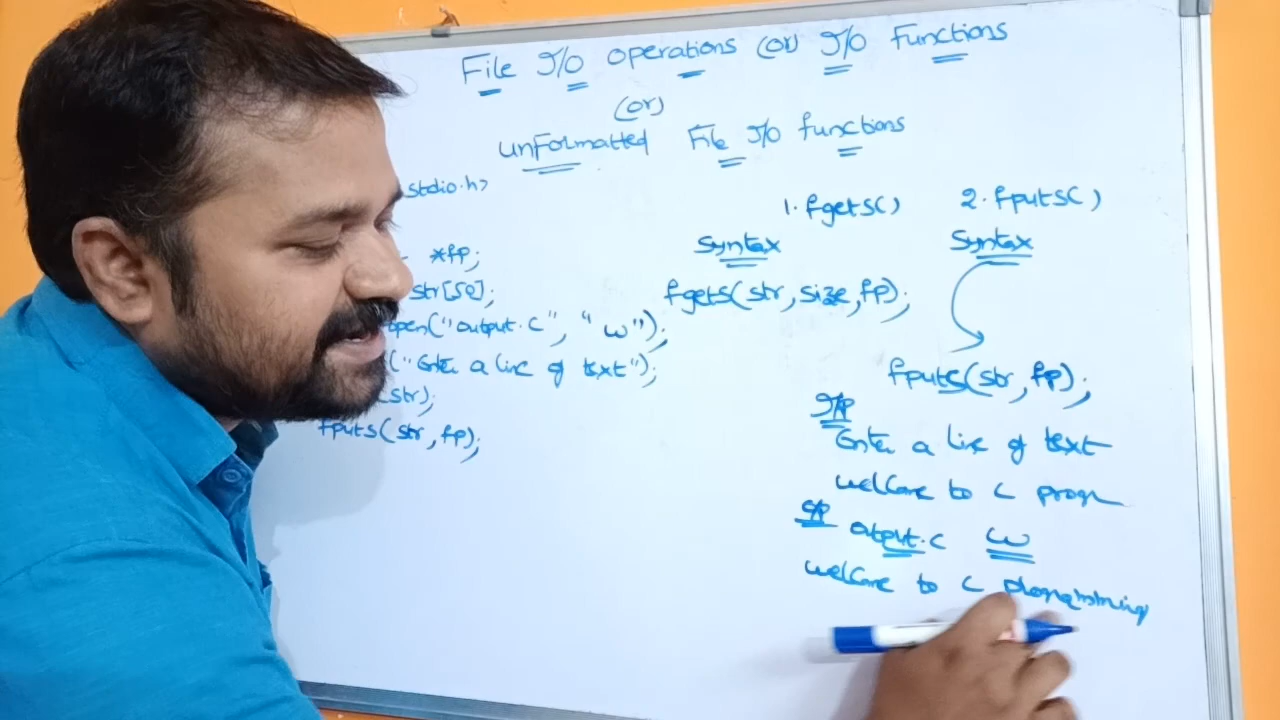 File I/O operations (or) I/O Functions
(or)
unFormatted File I/O functions
stdio.h>
*fp;
str[50];
open("output.c", "w");
("Enter a line of text");
(str);
fputs(str, fp);
1. fgets() 2. fputs()
Syntax Syntax
fgets(str, size, fp);
fputs(str, fp);
I/P
Enter a line of text
welcome to C progr
O/P
output.c w
welcome to C programming